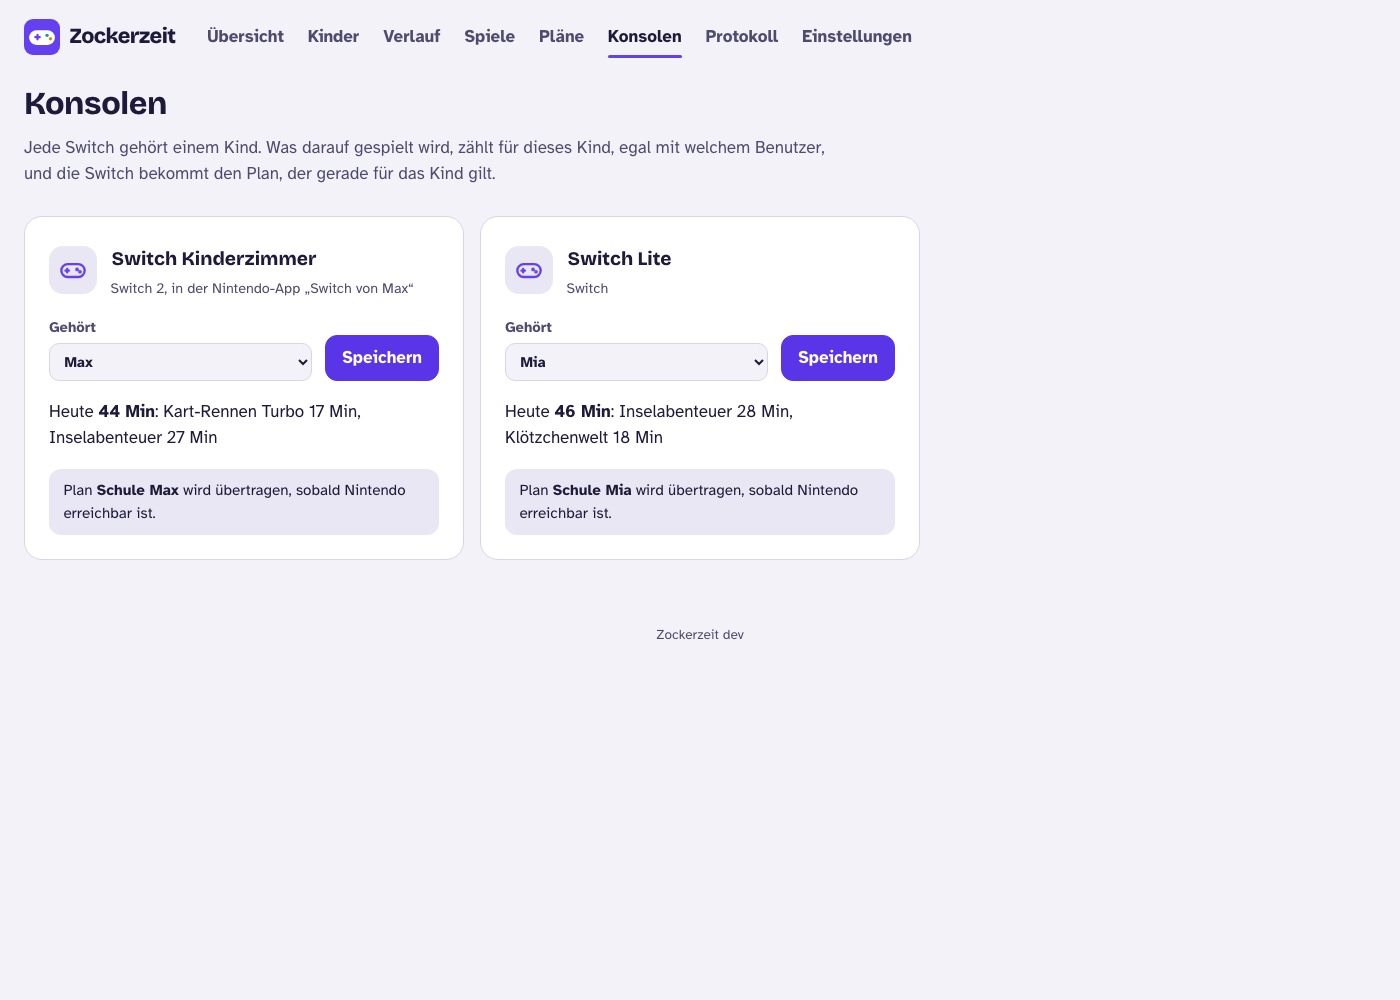 Zockerzeit
Übersicht
Kinder
Verlauf
Spiele
Pläne
Konsolen
Protokoll
Einstellungen
Konsolen
Jede Switch gehört einem Kind. Was darauf gespielt wird, zählt für dieses Kind, egal mit welchem Benutzer,
und die Switch bekommt den Plan, der gerade für das Kind gilt.
Switch Kinderzimmer
Switch 2, in der Nintendo-App „Switch von Max“
Gehört
Max
Speichern
Heute 44 Min: Kart-Rennen Turbo 17 Min,
Inselabenteuer 27 Min
Plan Schule Max wird übertragen, sobald Nintendo
erreichbar ist.
Switch Lite
Switch
Gehört
Mia
Speichern
Heute 46 Min: Inselabenteuer 28 Min,
Klötzchenwelt 18 Min
Plan Schule Mia wird übertragen, sobald Nintendo
erreichbar ist.
Zockerzeit dev